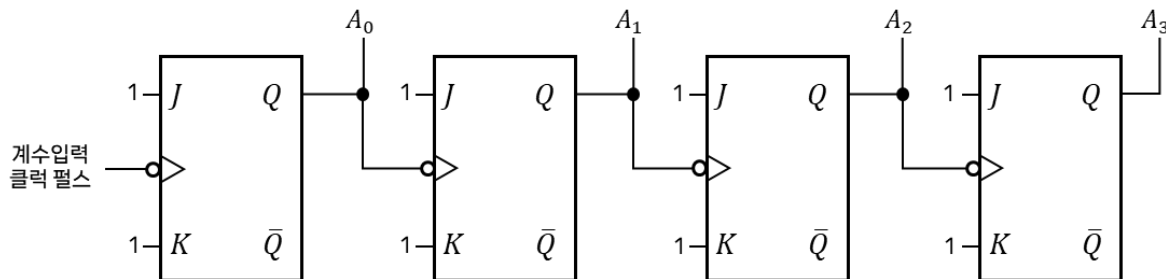 A₀ A₁ A₂ A₃
1 J Q 1 J Q 1 J Q 1 J Q
계수입력
클럭 펄스
1 K Q̅ 1 K Q̅ 1 K Q̅ 1 K Q̅